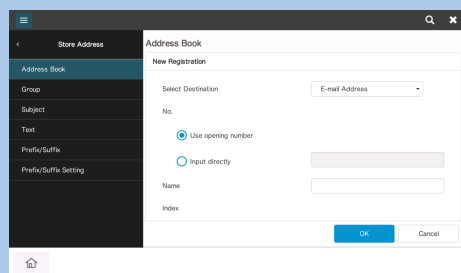 Store Address
Address Book
Group
Subject
Text
Prefix/Suffix
Prefix/Suffix Setting
Address Book
New Registration
Select Destination
E-mail Address
No.
Use opening number
Input directly
Name
Index
OK
Cancel